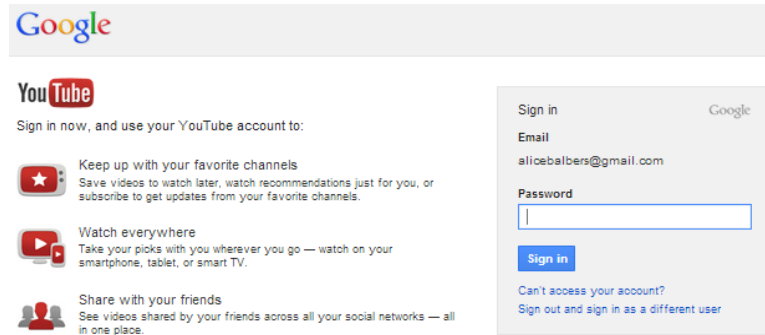 Google
YouTube
Sign in now, and use your YouTube account to:
Keep up with your favorite channels
Save videos to watch later, watch recommendations just for you, or
subscribe to get updates from your favorite channels.
Watch everywhere
Take your picks with you wherever you go — watch on your
smartphone, tablet, or smart TV.
Share with your friends
See videos shared by your friends across all your social networks — all
in one place.
Sign in
Google
Email
alicebalbers@gmail.com
Password
Sign in
Can't access your account?
Sign out and sign in as a different user